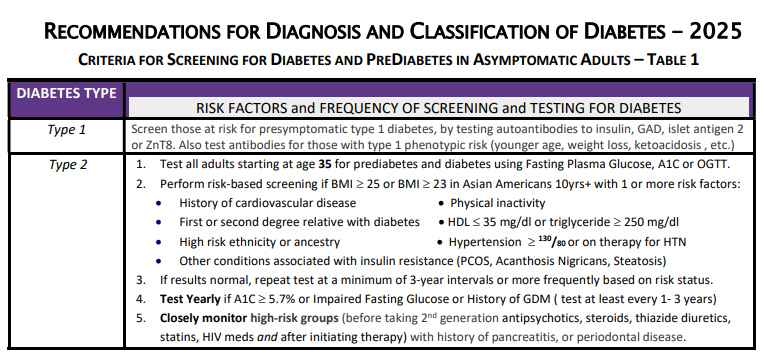 RECOMMENDATIONS FOR DIAGNOSIS AND CLASSIFICATION OF DIABETES – 2025
CRITERIA FOR SCREENING FOR DIABETES AND PREDIABETES IN ASYMPTOMATIC ADULTS – TABLE 1
DIABETES TYPE
RISK FACTORS and FREQUENCY OF SCREENING and TESTING FOR DIABETES
Type 1
Screen those at risk for presymptomatic type 1 diabetes, by testing autoantibodies to insulin, GAD, islet antigen 2
or ZnT8. Also test antibodies for those with type 1 phenotypic risk (younger age, weight loss, ketoacidosis , etc.)
Type 2
1. Test all adults starting at age 35 for prediabetes and diabetes using Fasting Plasma Glucose, A1C or OGTT.
2. Perform risk-based screening if BMI ≥ 25 or BMI ≥ 23 in Asian Americans 10yrs+ with 1 or more risk factors:
• History of cardiovascular disease • Physical inactivity
• First or second degree relative with diabetes • HDL ≤ 35 mg/dl or triglyceride ≥ 250 mg/dl
• High risk ethnicity or ancestry • Hypertension ≥ 130/80 or on therapy for HTN
• Other conditions associated with insulin resistance (PCOS, Acanthosis Nigricans, Steatosis)
3. If results normal, repeat test at a minimum of 3-year intervals or more frequently based on risk status.
4. Test Yearly if A1C ≥ 5.7% or Impaired Fasting Glucose or History of GDM ( test at least every 1- 3 years)
5. Closely monitor high-risk groups (before taking 2nd generation antipsychotics, steroids, thiazide diuretics,
statins, HIV meds and after initiating therapy) with history of pancreatitis, or periodontal disease.